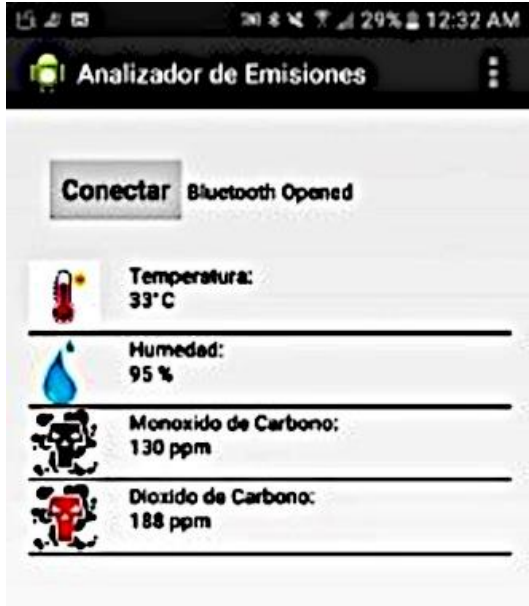 29% 12:32 AM
Analizador de Emisiones
Conectar Bluetooth Opened
Temperatura:
33°C
Humedad:
95 %
Monoxido de Carbono:
130 ppm
Dioxido de Carbono:
188 ppm